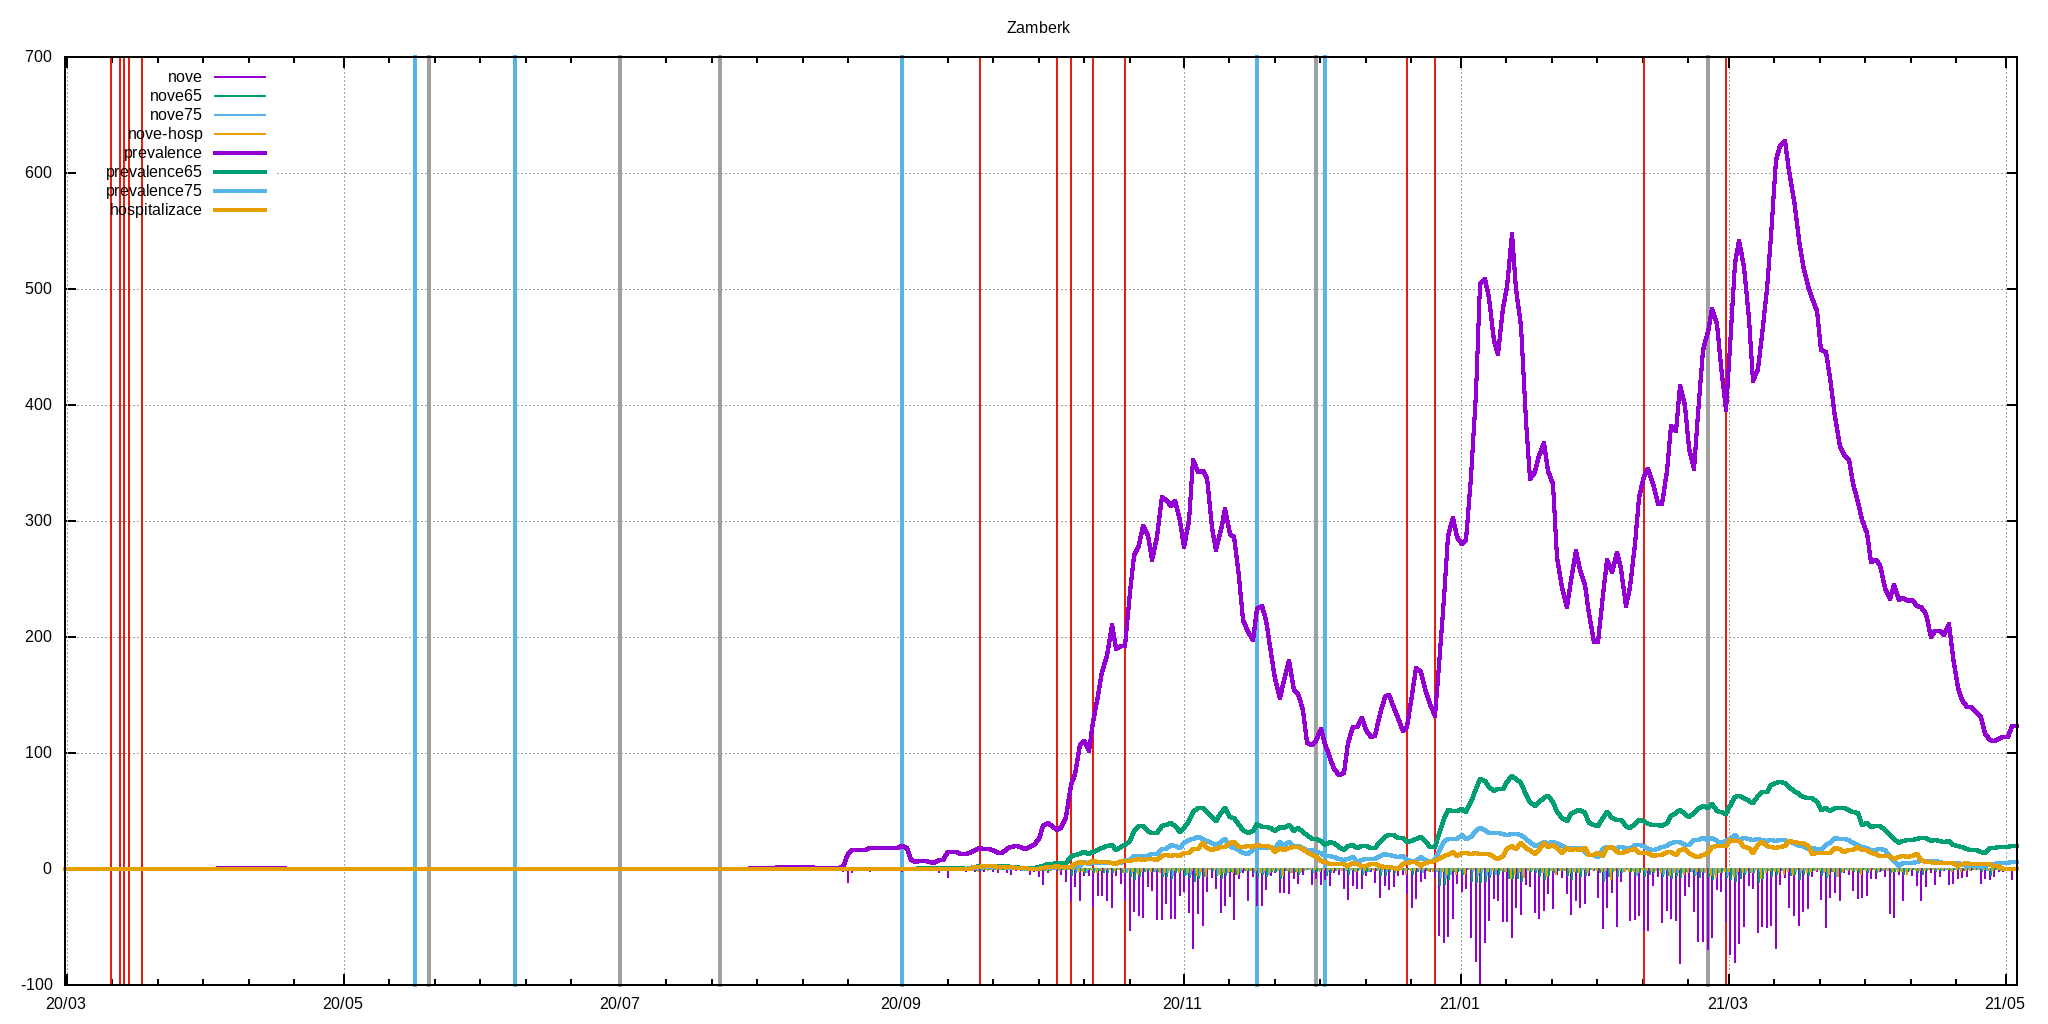 Zamberk
700
600
500
400
300
200
100
0
-100
nove
nove65
nove75
nove-hosp
prevalence
prevalence65
prevalence75
hospitalizace
20/03 20/05 20/07 20/09 20/11 21/01 21/03 21/05